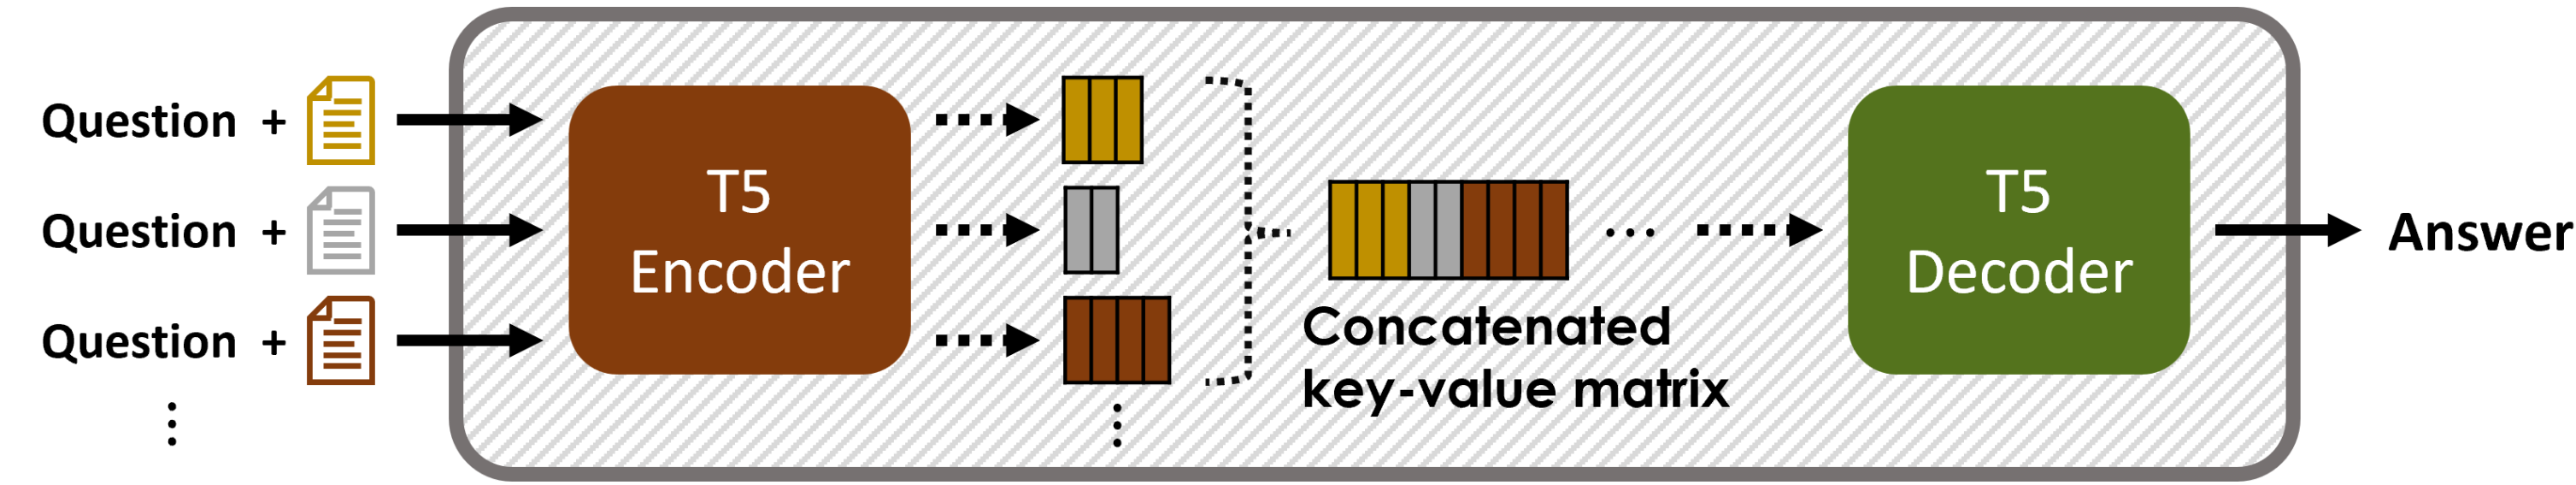 Question +
Question +
Question +
⋮
T5
Encoder
⋮
...
Concatenated
key-value matrix
T5
Decoder
Answer